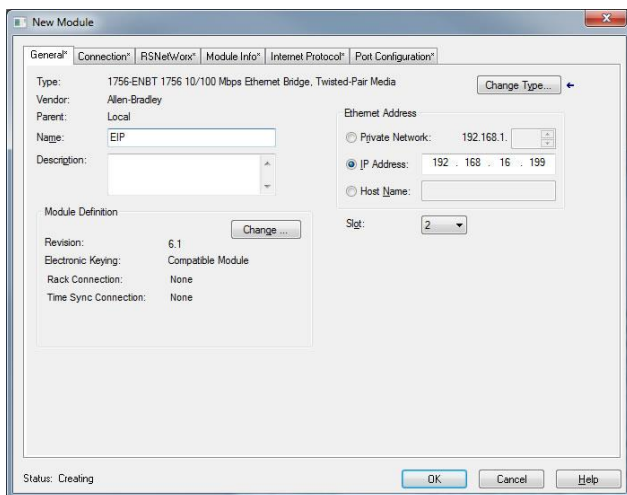 New Module
General* Connection* RSNetWorx* Module Info* Internet Protocol* Port Configuration*
Type: 1756-ENBT 1756 10/100 Mbps Ethernet Bridge, Twisted-Pair Media
Change Type...
Vendor: Allen-Bradley
Parent: Local
Name: EIP
Description:
Ethernet Address
Private Network: 192.168.1.
IP Address: 192 . 168 . 16 . 199
Host Name:
Slot: 2
Module Definition
Change ...
Revision: 6.1
Electronic Keying: Compatible Module
Rack Connection: None
Time Sync Connection: None
Status: Creating
OK Cancel Help